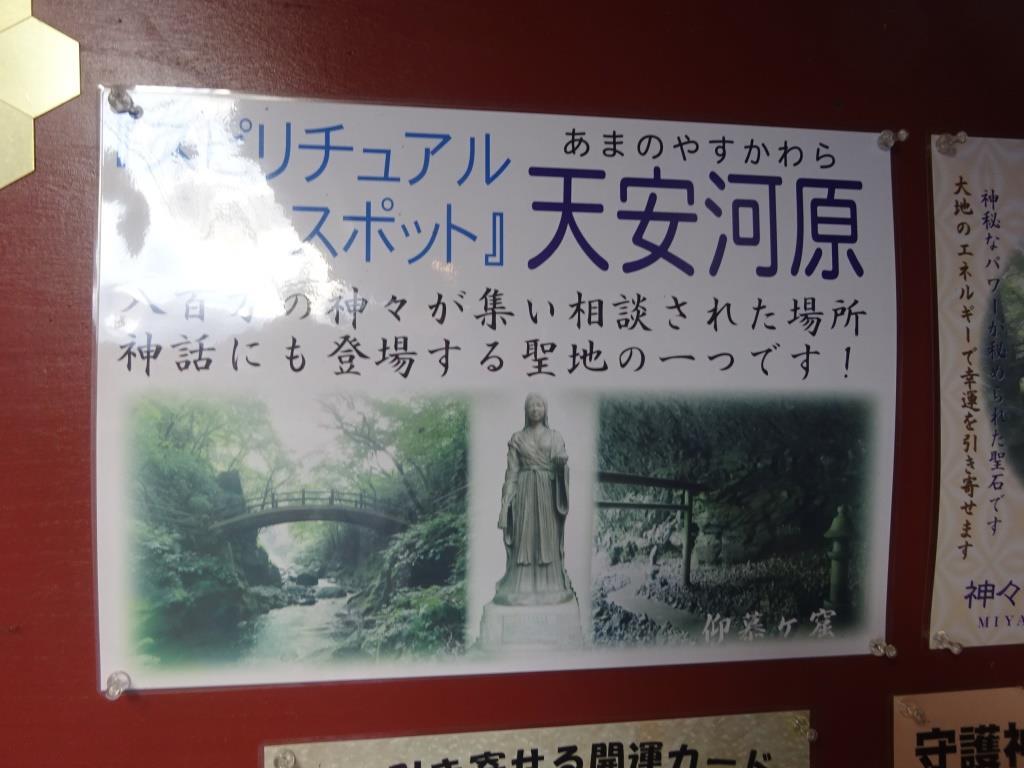 『スピリチュアル
スポット』
あまのやすかわら
天安河原
八百万の神々が集い相談された場所
神話にも登場する聖地の一つです！
仰慕ケ窟
神秘なパワーが秘められた聖石です
大地のエネルギーで幸運を引き寄せます
神々
MIYA
引き寄せる開運カード
守護神